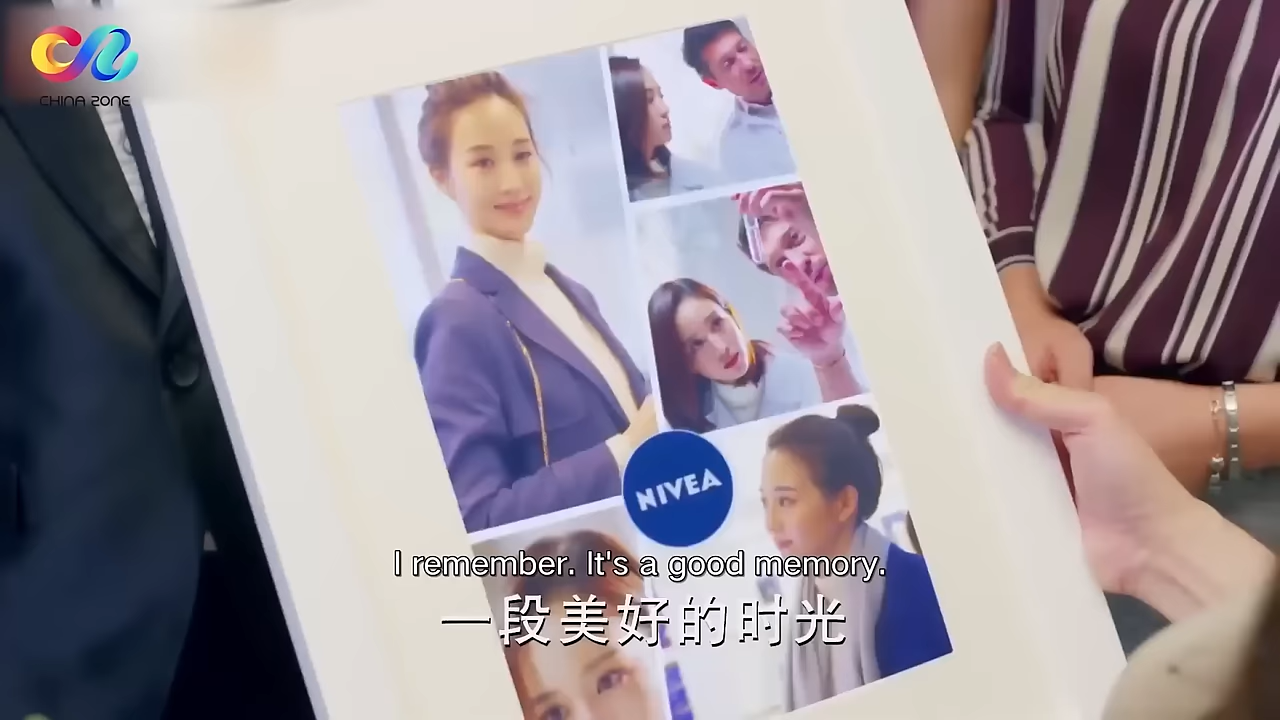 CHINA ZONE
NIVEA
I remember. It's a good memory.
一段美好的时光